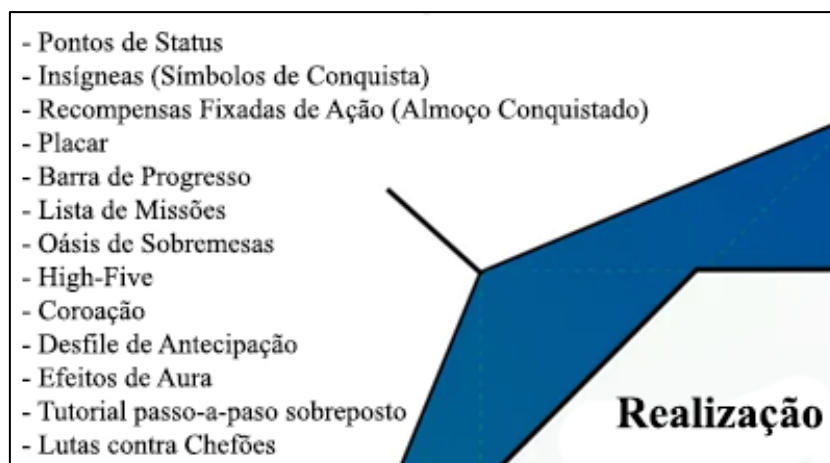 - Pontos de Status
- Insígneas (Símbolos de Conquista)
- Recompensas Fixadas de Ação (Almoço Conquistado)
- Placar
- Barra de Progresso
- Lista de Missões
- Oásis de Sobremesas
- High-Five
- Coroação
- Desfile de Antecipação
- Efeitos de Aura
- Tutorial passo-a-paso sobreposto
- Lutas contra Chefões
Realização